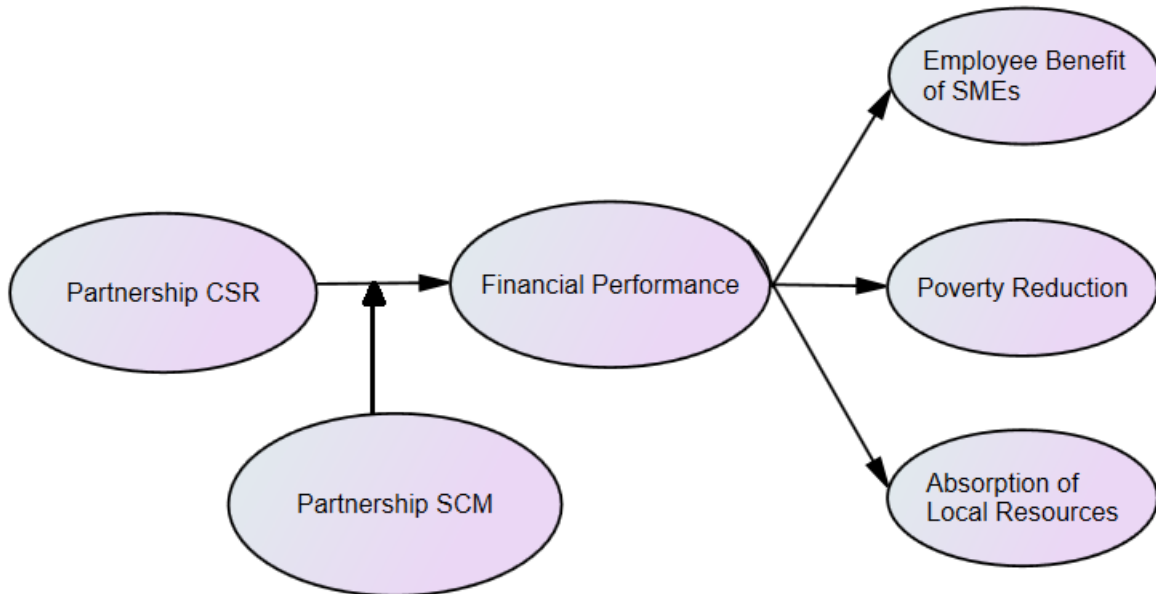 Employee Benefit
of SMEs
Partnership CSR
Financial Performance
Poverty Reduction
Partnership SCM
Absorption of
Local Resources